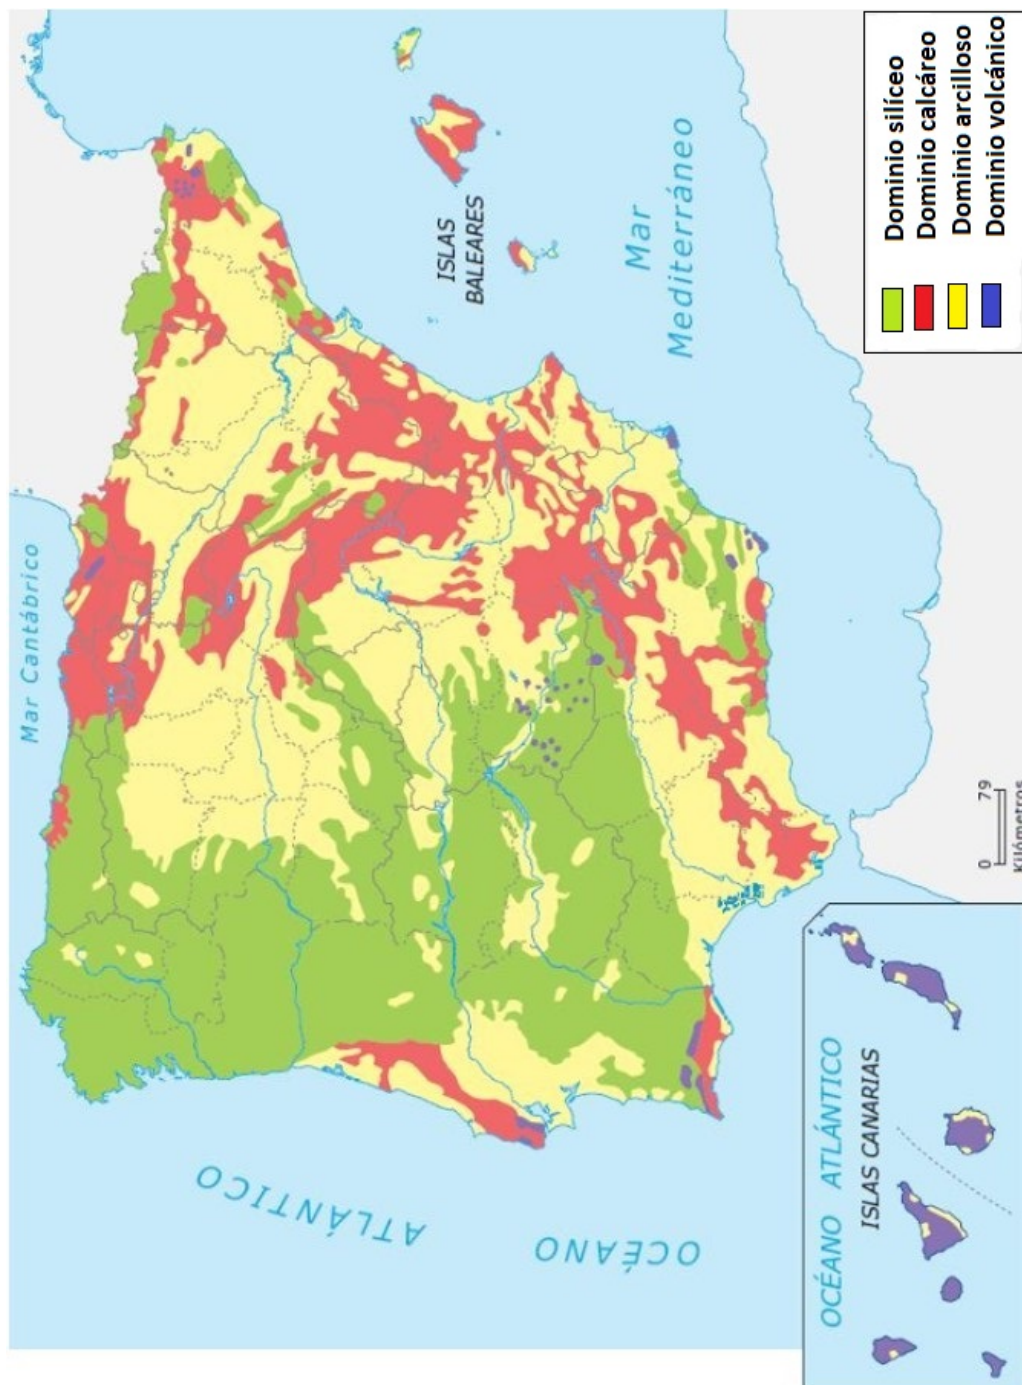 Mar Cantábrico
ISLAS
BALEARES
Mar
Mediterráneo
OCÉANO
ATLÁNTICO
OCÉANO ATLÁNTICO
ISLAS CANARIAS
0 79
Kilómetros
Dominio silíceo
Dominio calcáreo
Dominio arcilloso
Dominio volcánico